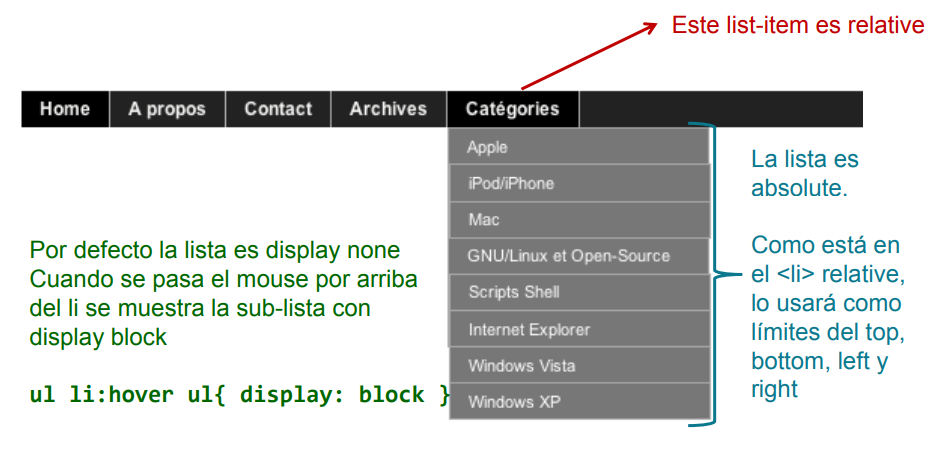 Este list-item es relative
Home A propos Contact Archives Catégories
Apple
iPod/iPhone
Mac
GNU/Linux et Open-Source
Scripts Shell
Internet Explorer
Windows Vista
Windows XP
La lista es
absolute.
Como está en
el <li> relative,
lo usará como
límites del top,
bottom, left y
right
Por defecto la lista es display none
Cuando se pasa el mouse por arriba
del li se muestra la sub-lista con
display block
ul li:hover ul{ display: block }